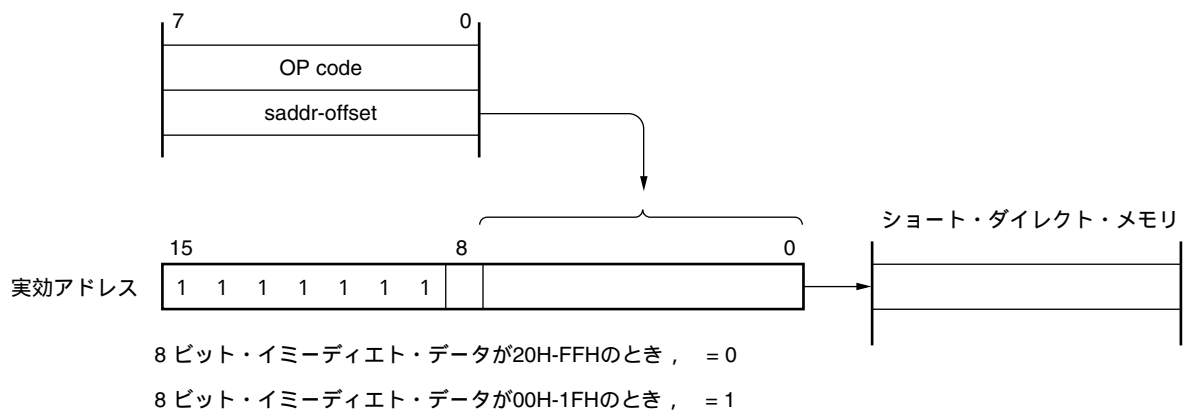 7 0
OP code
saddr-offset
ショート・ダイレクト・メモリ
15 8 0
実効アドレス 1 1 1 1 1 1 1
8 ビット・イミーディエト・データが20H-FFHのとき， = 0
8 ビット・イミーディエト・データが00H-1FHのとき， = 1